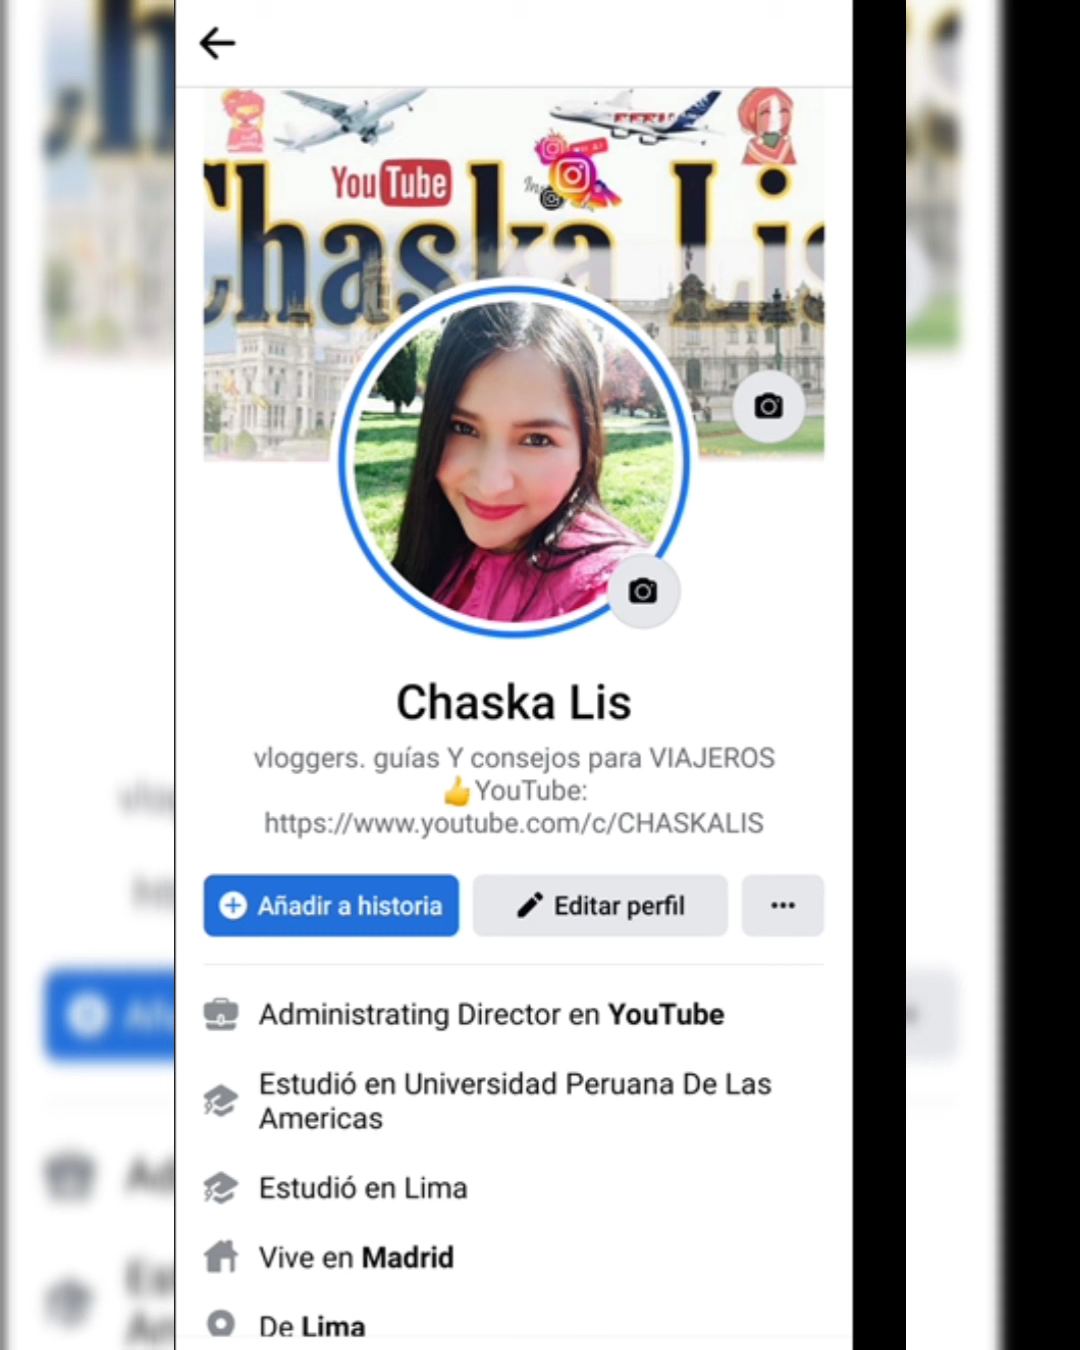 PERU
You Tube
Chaska Lis
Chaska Lis
vloggers. guías Y consejos para VIAJEROS
👍YouTube:
https://www.youtube.com/c/CHASKALIS
Añadir a historia
Editar perfil
Administrating Director en YouTube
Estudió en Universidad Peruana De Las
Americas
Estudió en Lima
Vive en Madrid
De Lima